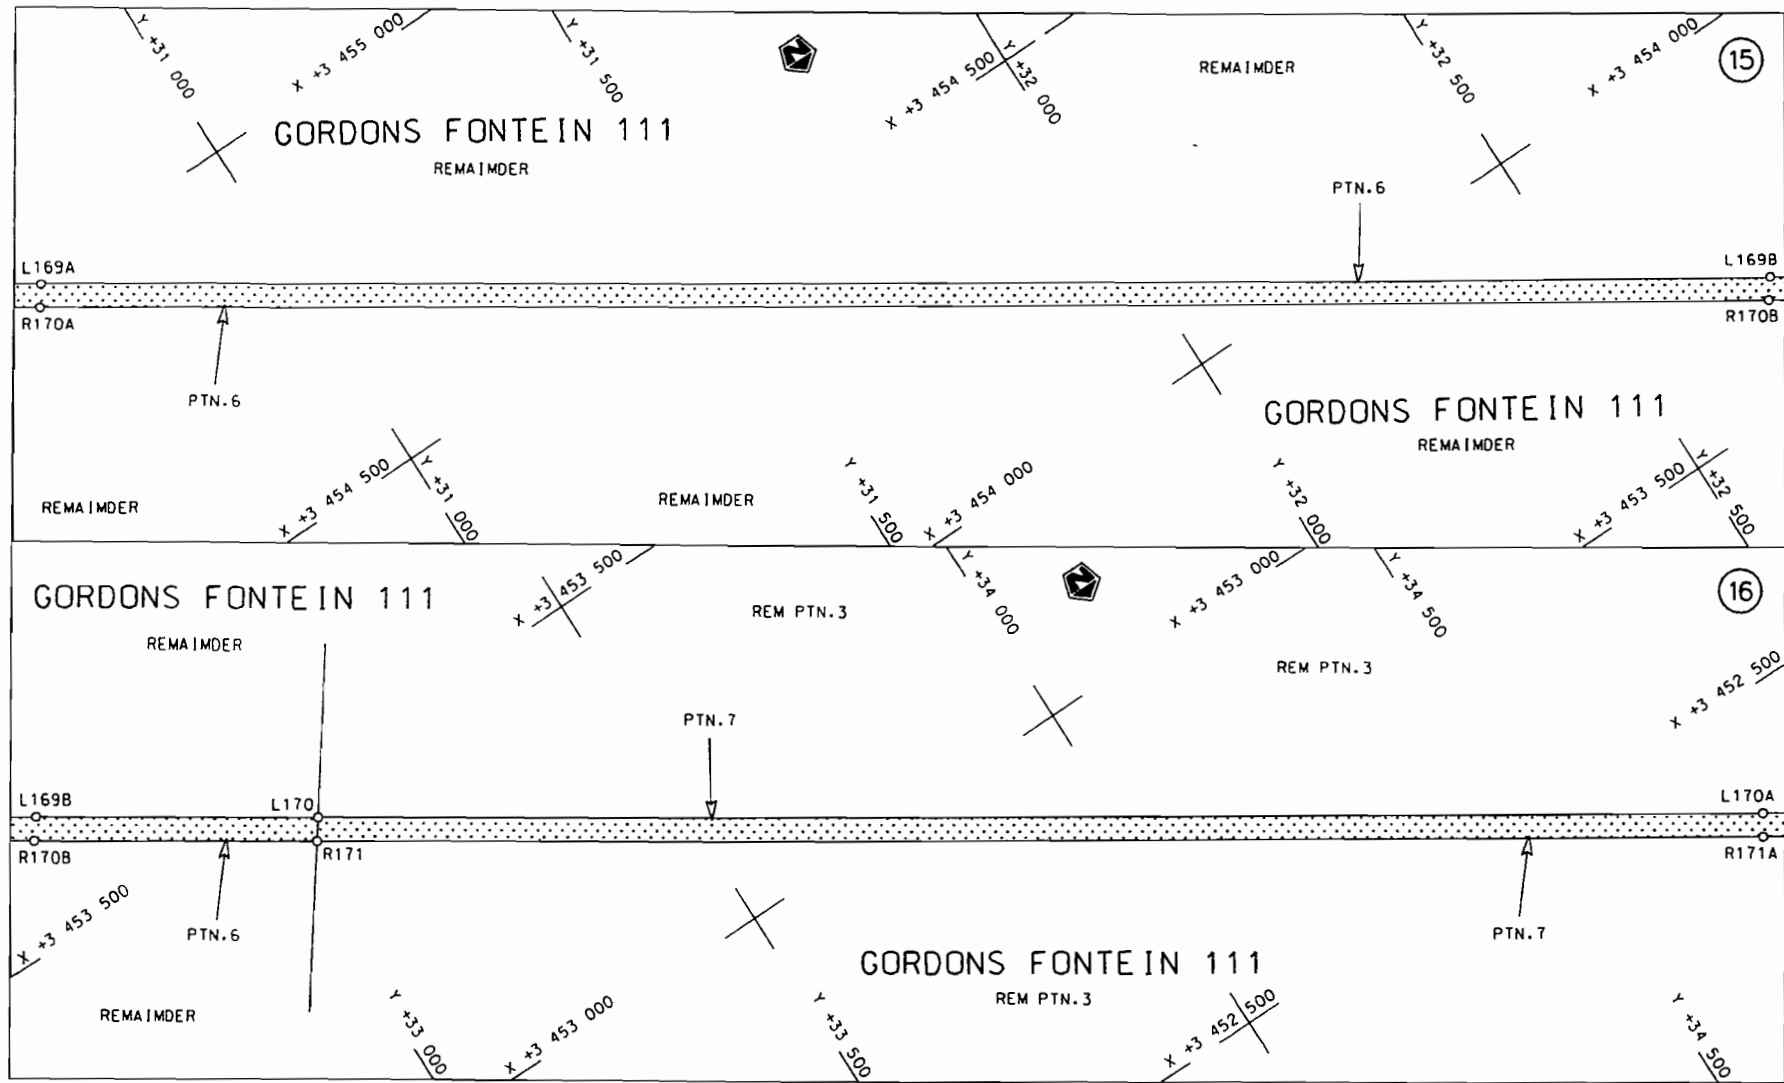 Y +31 000
X +3 455 000
Y +31 500
X +3 454 500
Y +32 000
REMAIMDER
Y +32 500
X +3 454 000
15
GORDONS FONTEIN 111
REMAIMDER
PTN.6
L169A
L169B
R170A
R170B
PTN.6
GORDONS FONTEIN 111
REMAIMDER
X +3 454 500
Y +31 000
REMAIMDER
REMAIMDER
Y +31 500
X +3 454 000
Y +32 000
X +3 453 500
Y +32 500
GORDONS FONTEIN 111
REMAIMDER
X +3 453 500
REM PTN.3
Y +34 000
N
X +3 453 000
Y +34 500
16
REM PTN.3
X +3 452 500
PTN.7
L169B
L170
L170A
R170B
R171
R171A
X +3 453 500
PTN.6
PTN.7
GORDONS FONTEIN 111
REM PTN.3
REMAIMDER
Y +33 000
X +3 453 000
Y +33 500
X +3 452 500
Y +34 500